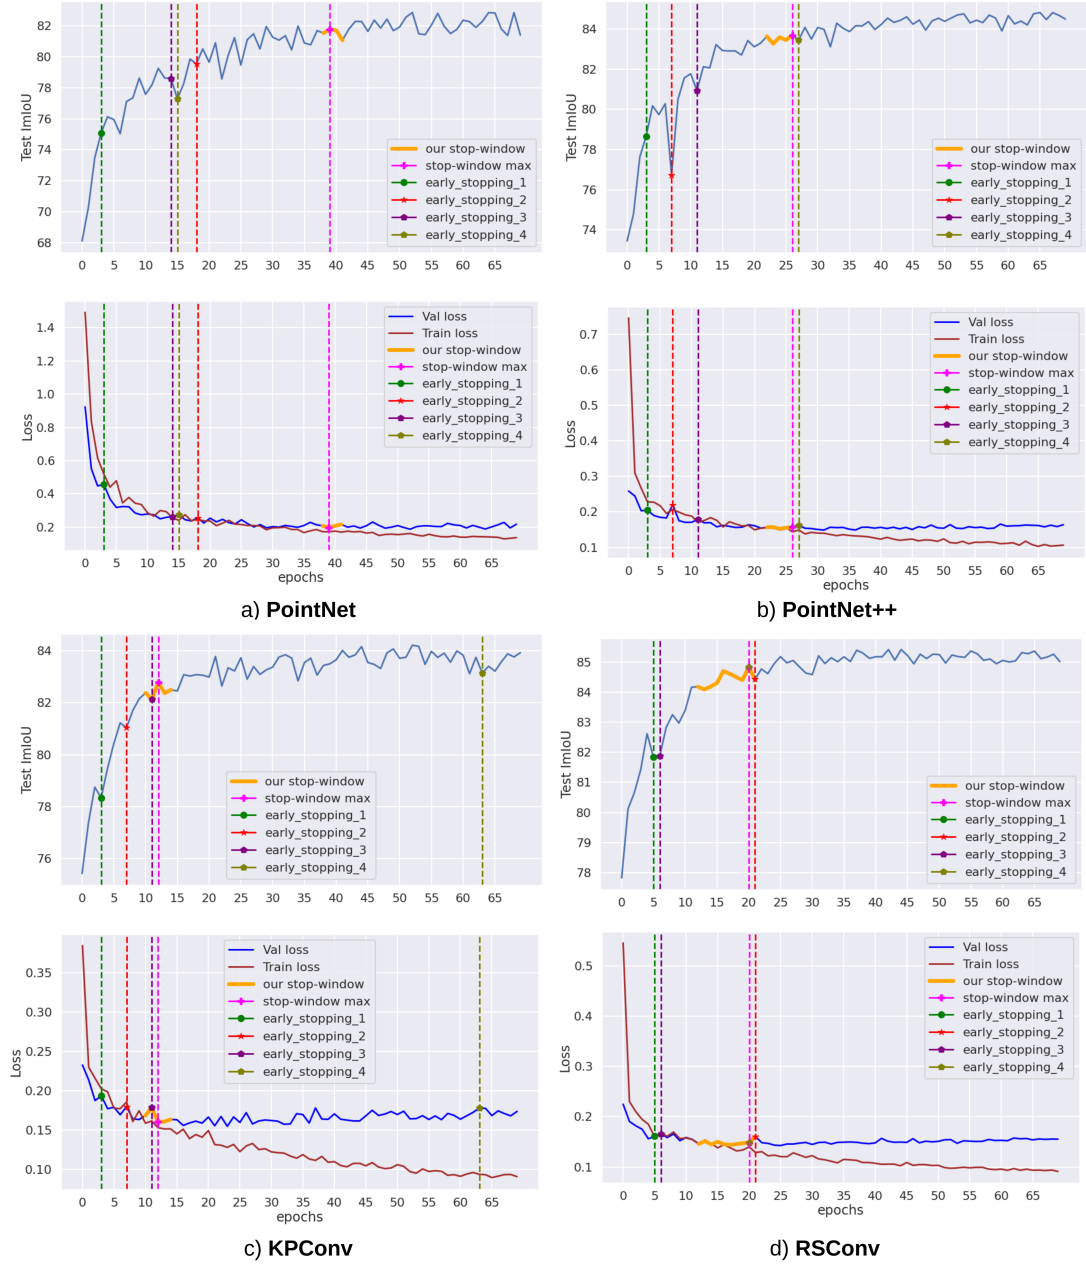 82
80
78
76
74
72
70
68
Test ImIoU
our stop-window
stop-window max
early_stopping_1
early_stopping_2
early_stopping_3
early_stopping_4
0 5 10 15 20 25 30 35 40 45 50 55 60 65
84
82
80
78
76
74
Test ImIoU
our stop-window
stop-window max
early_stopping_1
early_stopping_2
early_stopping_3
early_stopping_4
0 5 10 15 20 25 30 35 40 45 50 55 60 65
1.4
1.2
1.0
0.8
0.6
0.4
0.2
Loss
Val loss
Train loss
our stop-window
stop-window max
early_stopping_1
early_stopping_2
early_stopping_3
early_stopping_4
0 5 10 15 20 25 30 35 40 45 50 55 60 65
epochs
a) PointNet
0.7
0.6
0.5
0.4
0.3
0.2
0.1
Loss
Val loss
Train loss
our stop-window
stop-window max
early_stopping_1
early_stopping_2
early_stopping_3
early_stopping_4
0 5 10 15 20 25 30 35 40 45 50 55 60 65
epochs
b) PointNet++
84
82
80
78
76
Test ImIoU
our stop-window
stop-window max
early_stopping_1
early_stopping_2
early_stopping_3
early_stopping_4
0 5 10 15 20 25 30 35 40 45 50 55 60 65
85
84
83
82
81
80
79
78
Test ImIoU
our stop-window
stop-window max
early_stopping_1
early_stopping_2
early_stopping_3
early_stopping_4
0 5 10 15 20 25 30 35 40 45 50 55 60 65
0.35
0.30
0.25
0.20
0.15
0.10
Loss
Val loss
Train loss
our stop-window
stop-window max
early_stopping_1
early_stopping_2
early_stopping_3
early_stopping_4
0 5 10 15 20 25 30 35 40 45 50 55 60 65
epochs
c) KPConv
0.5
0.4
0.3
0.2
0.1
Loss
Val loss
Train loss
our stop-window
stop-window max
early_stopping_1
early_stopping_2
early_stopping_3
early_stopping_4
0 5 10 15 20 25 30 35 40 45 50 55 60 65
epochs
d) RSConv